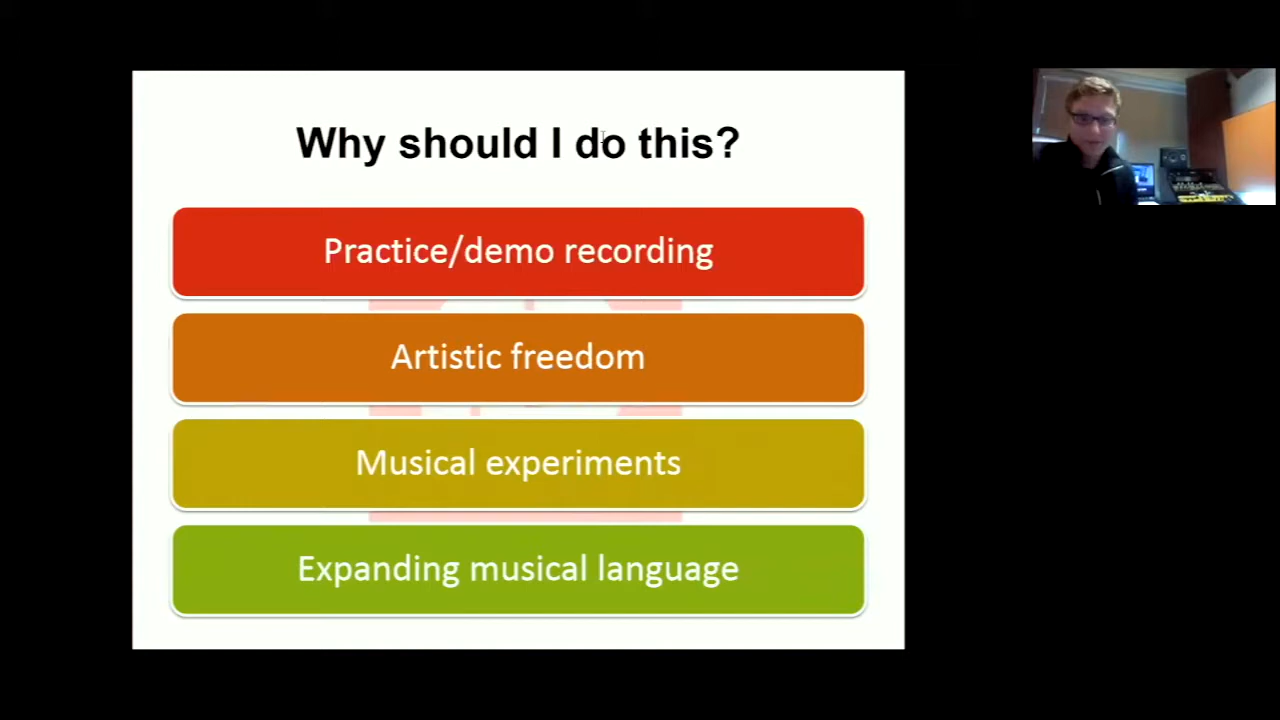 Why should I do this?
Practice/demo recording
Artistic freedom
Musical experiments
Expanding musical language